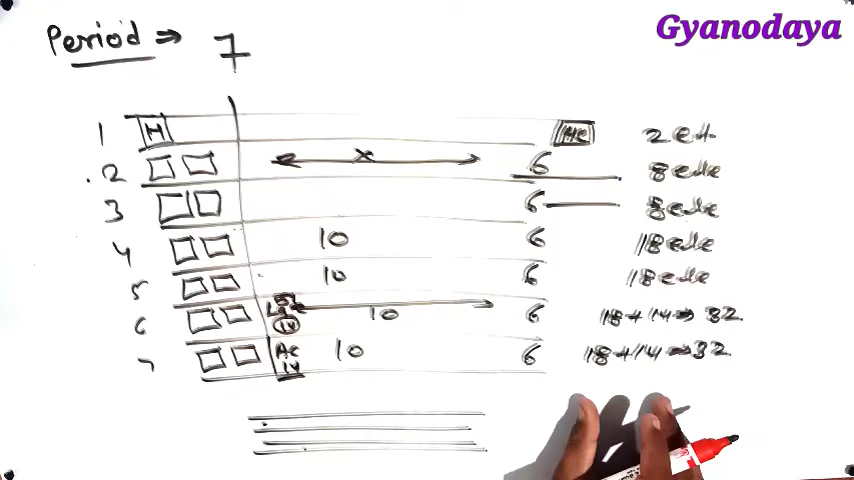 Period ⇒ 7
Gyanodaya
1 H He 2 ele
2 × 6 8 ele
3 6 8 ele
4 10 6 18 ele
5 10 6 18 ele
6 57 La 14 10 6 18 + 14 ⇒ 32
7 Ac 14 10 6 18 + 14 ⇒ 32